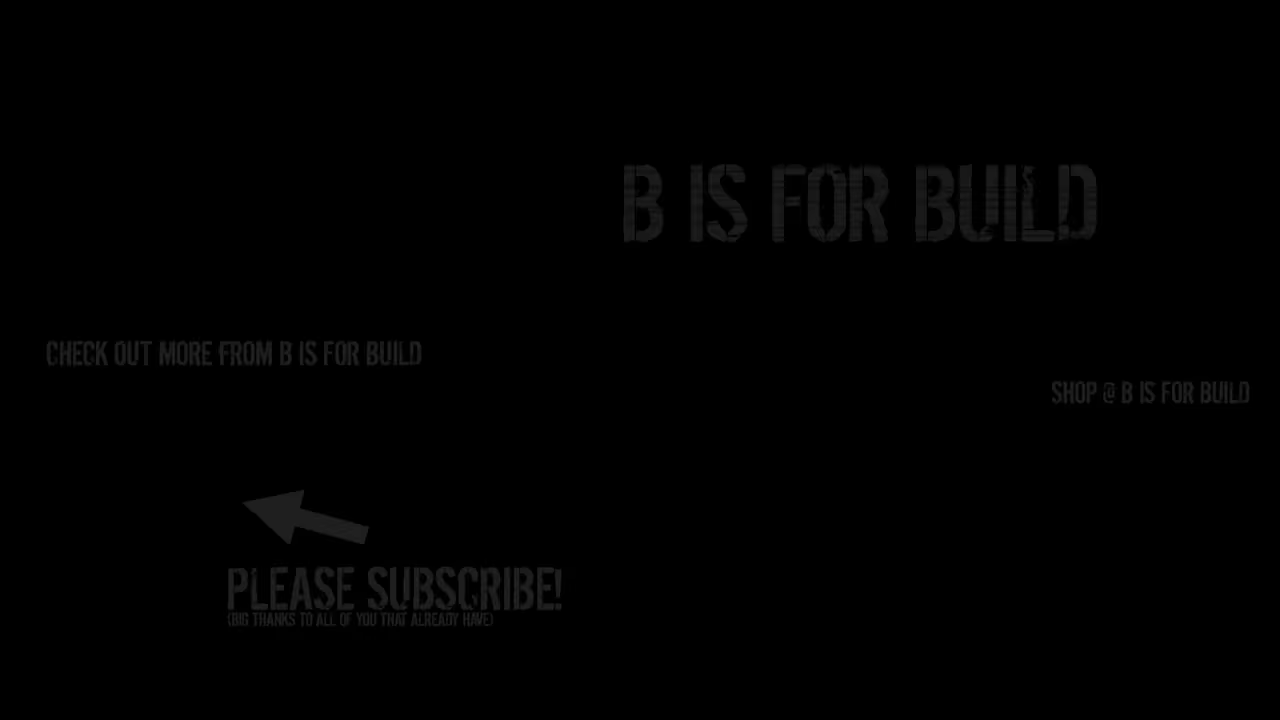 B IS FOR BUILD
CHECK OUT MORE FROM B IS FOR BUILD
SHOP @ B IS FOR BUILD
PLEASE SUBSCRIBE!
(BIG THANKS TO ALL OF YOU THAT ALREADY HAVE)